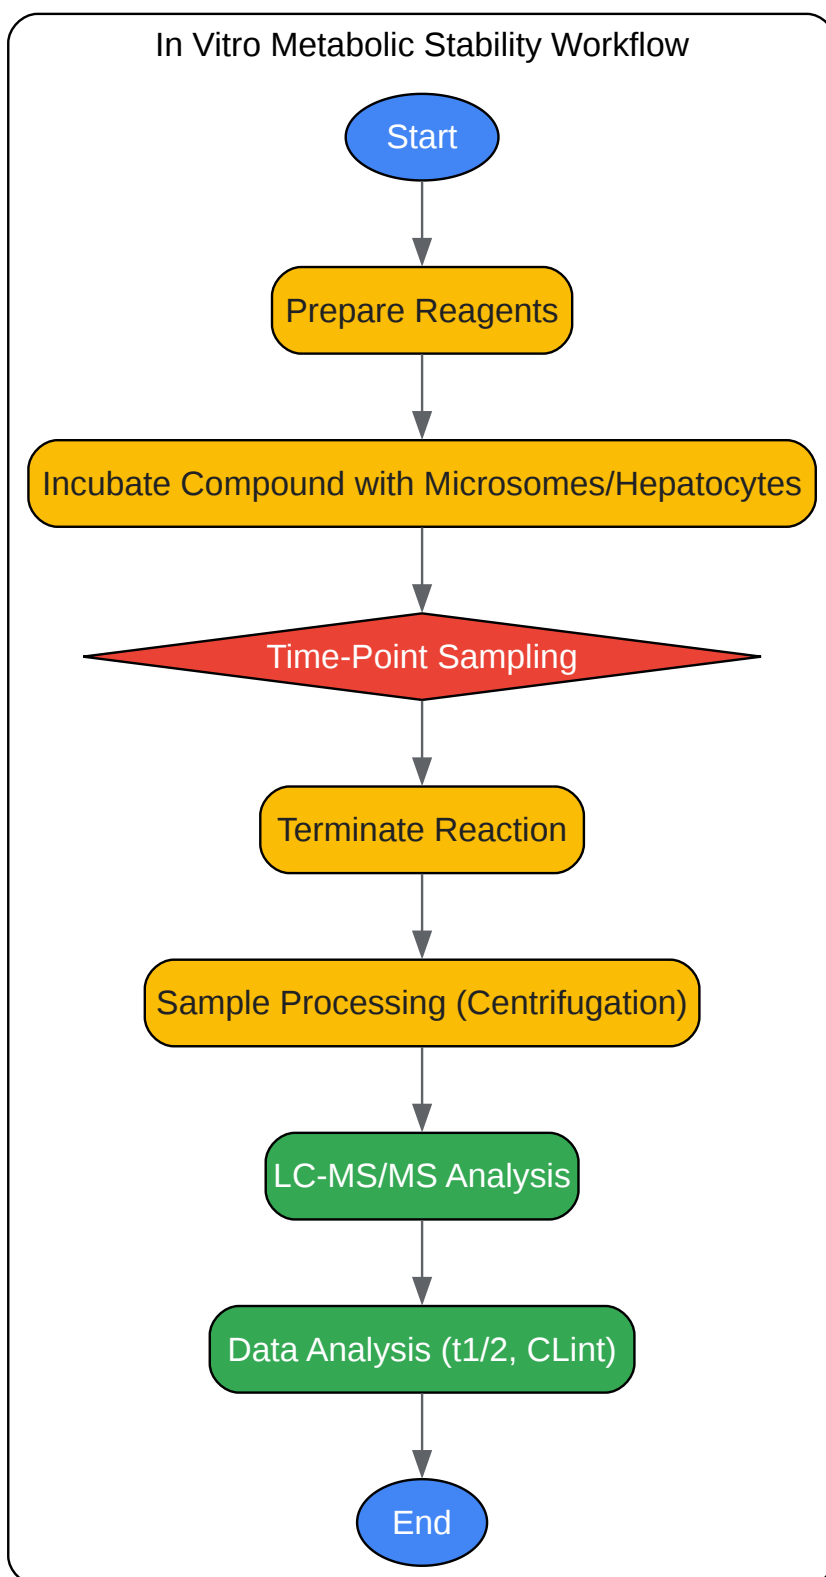 In Vitro Metabolic Stability Workflow
Start
Prepare Reagents
Incubate Compound with Microsomes/Hepatocytes
Time-Point Sampling
Terminate Reaction
Sample Processing (Centrifugation)
LC-MS/MS Analysis
Data Analysis (t1/2, CLint)
End